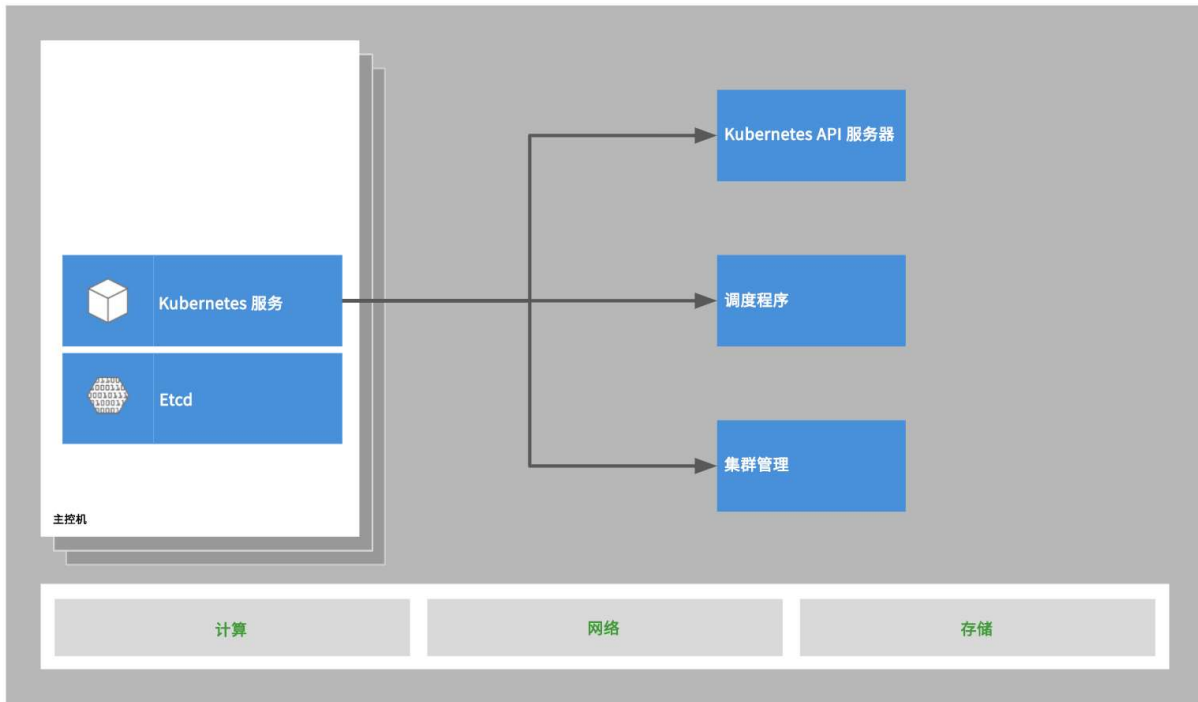 Kubernetes API 服务器
Kubernetes 服务
调度程序
Etcd
集群管理
主控机
计算
网络
存储